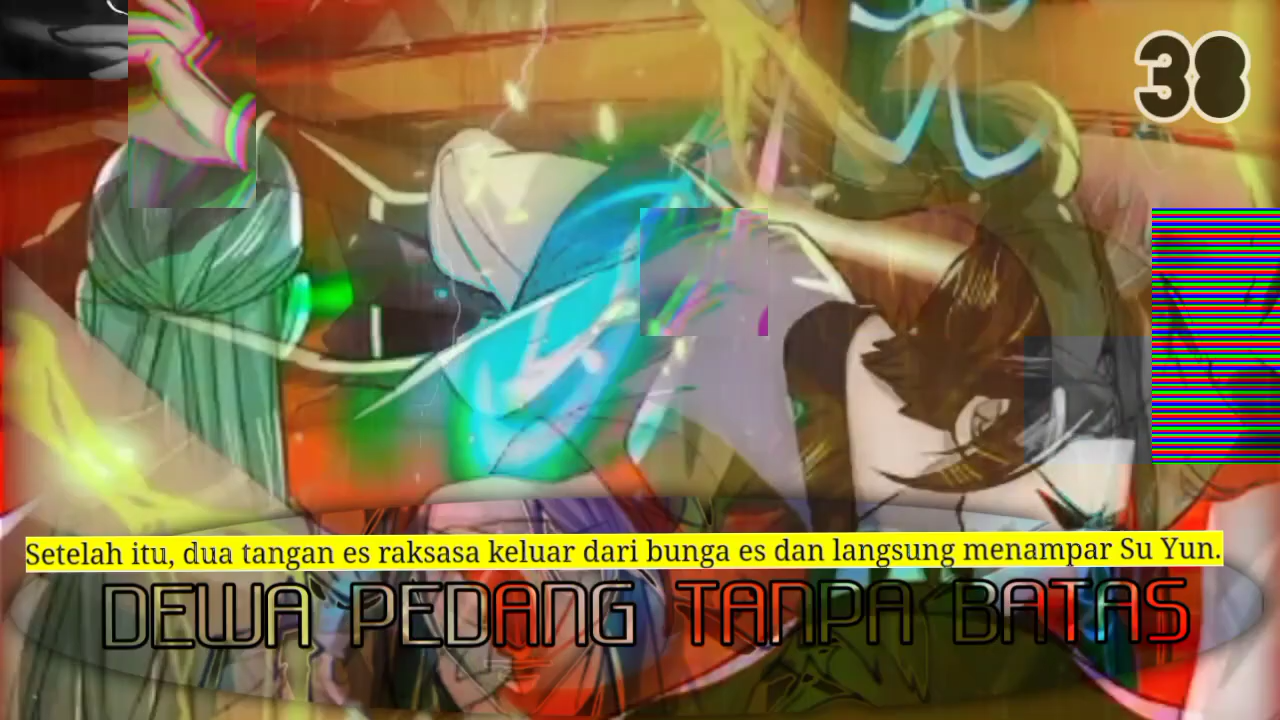 38
Setelah itu, dua tangan es raksasa keluar dari bunga es dan langsung menampar Su Yun.
DEWA PEDANG TANPA BATAS